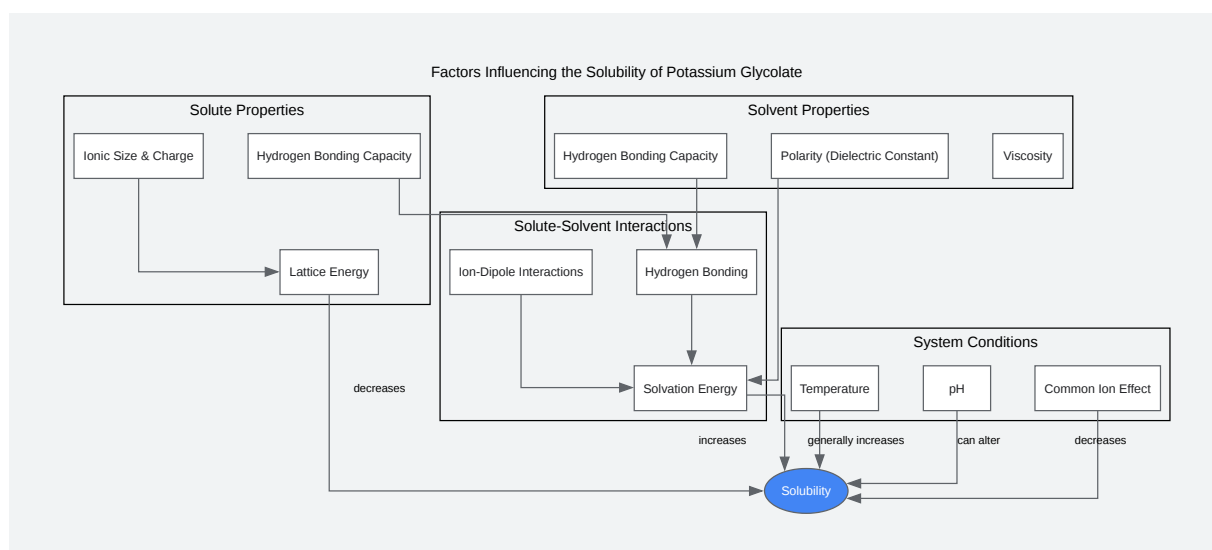 Factors Influencing the Solubility of Potassium Glycolate
Solute Properties
Solvent Properties
Ionic Size & Charge
Hydrogen Bonding Capacity
Hydrogen Bonding Capacity
Polarity (Dielectric Constant)
Viscosity
Solute-Solvent Interactions
Lattice Energy
Ion-Dipole Interactions
Hydrogen Bonding
System Conditions
Solvation Energy
Temperature
pH
Common Ion Effect
decreases
increases
generally increases
can alter
decreases
Solubility